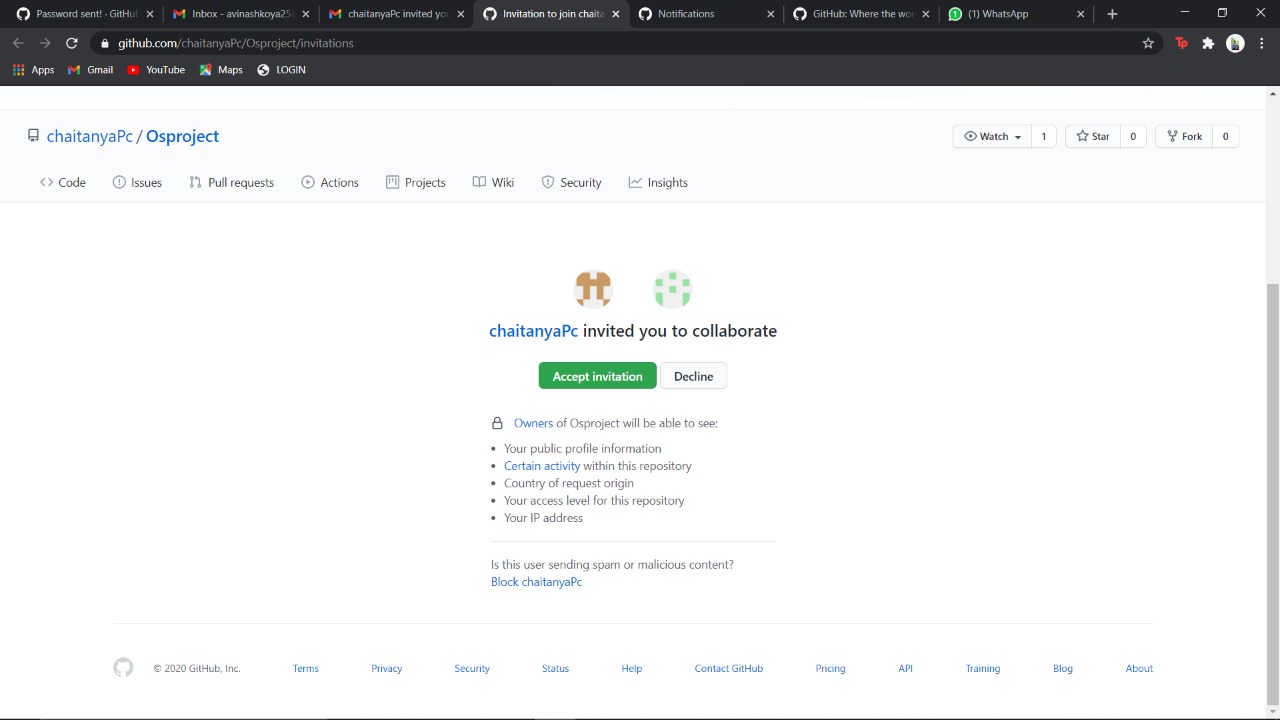 Password sent! · GitHu
Inbox - avinashkoya25
chaitanyaPc invited you
Invitation to join chaita
Notifications
GitHub: Where the wor
(1) WhatsApp
github.com/chaitanyaPc/Osproject/invitations
Apps Gmail YouTube Maps LOGIN
chaitanyaPc / Osproject
Watch 1 Star 0 Fork 0
Code Issues Pull requests Actions Projects Wiki Security Insights
chaitanyaPc invited you to collaborate
Accept invitation Decline
Owners of Osproject will be able to see:
• Your public profile information
• Certain activity within this repository
• Country of request origin
• Your access level for this repository
• Your IP address
Is this user sending spam or malicious content?
Block chaitanyaPc
© 2020 GitHub, Inc. Terms Privacy Security Status Help Contact GitHub Pricing API Training Blog About